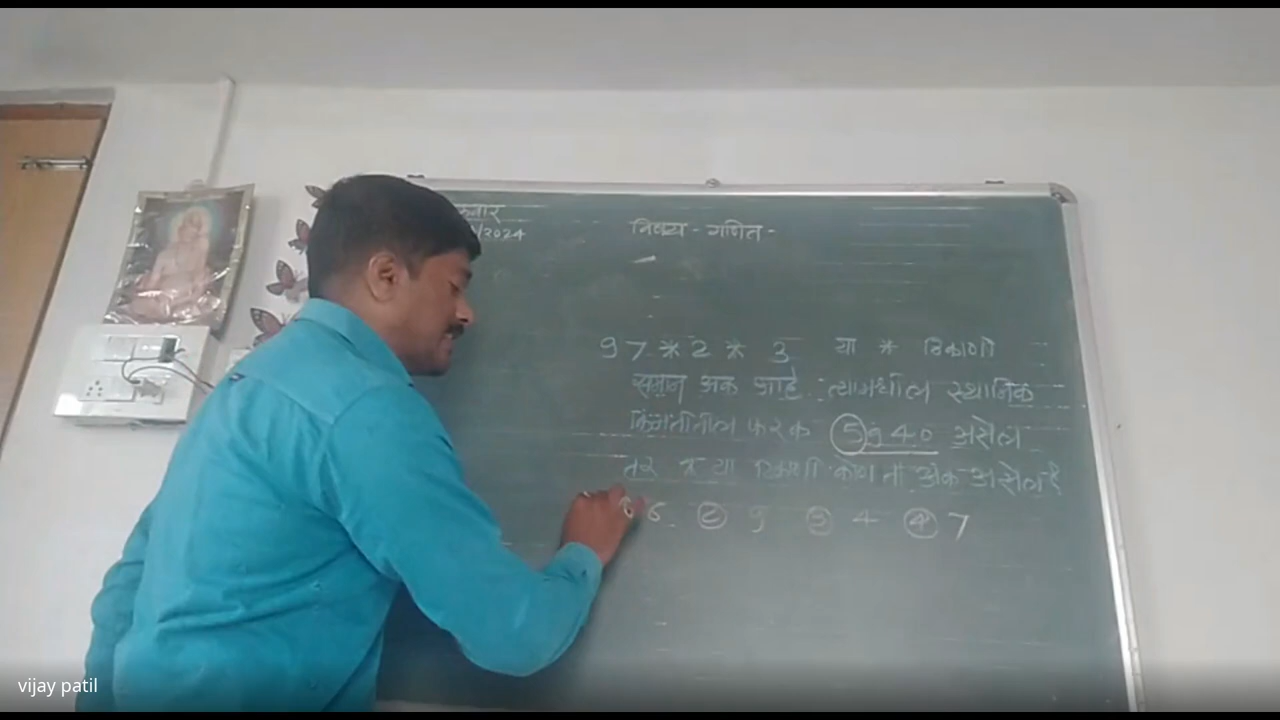 /2024
विषय - गणित -
97 * 2 * 3 या * ठिकाणी
समान अंक आहे. त्यामधील स्थानिक
किंमतीतील फरक 5940 असेल
तर * या ठिकाणी कोणता अंक असेल?
6 ② 9 ③ 4 ④ 7
vijay patil